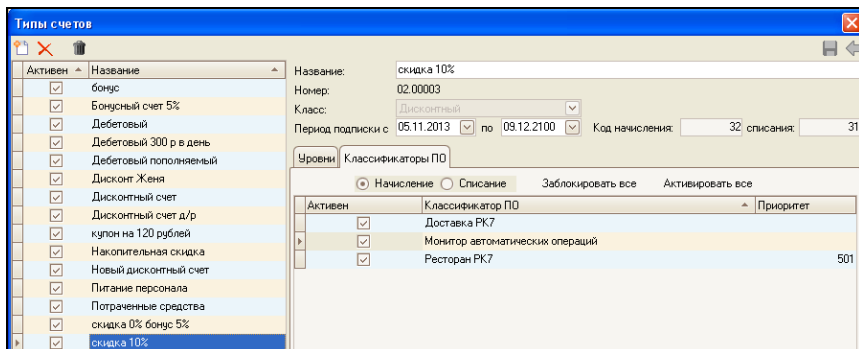 Типы счетов
Активен Название
бонус
Бонусный счет 5%
Дебетовый
Дебетовый 300 р в день
Дебетовый пополняемый
Дисконт Женя
Дисконтный счет
Дисконтный счет д/р
купон на 120 рублей
Накопительная скидка
Новый дисконтный счет
Питание персонала
Потраченные средства
скидка 0% бонус 5%
скидка 10%
Название: скидка 10%
Номер: 02.00003
Класс: Дисконтный
Период подписки с 05.11.2013 по 09.12.2100 Код начисления: 32 списания: 31
Уровни Классификаторы ПО
Начисление Списание Заблокировать все Активировать все
Активен Классификатор ПО Приоритет
Доставка РК7
Монитор автоматических операций
Ресторан РК7 501